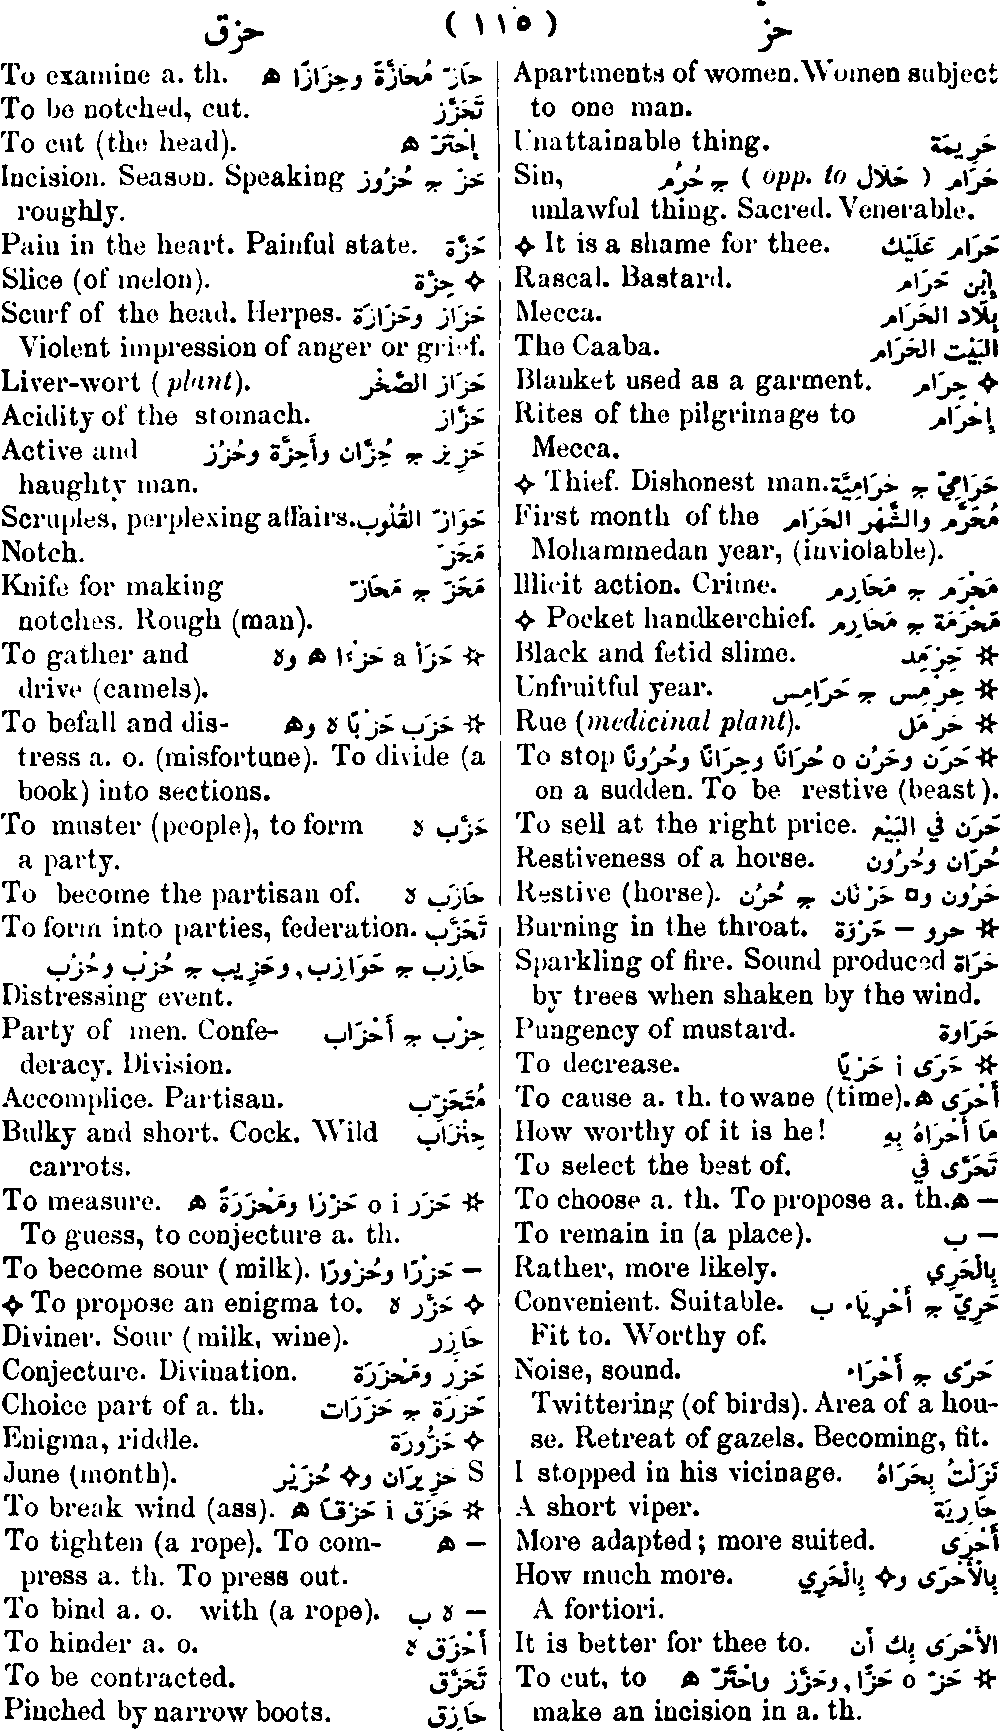 حزق ( ١١٥ ) حزّ
Apartments of women. Women subject
to one man.
Unattainable thing. حَرِيمَة
Sin, حَرَام ( opp. to حَلَال ) ج حُرُم
unlawful thing. Sacred. Venerable.
✧ It is a shame for thee. حَرَام عَلَيْك
Rascal. Bastard. إِبْن حَرَام
Mecca. بِلَاد الحَرَام
The Caaba. البَيْت الحَرَام
Blanket used as a garment. حِرَام ✧
Rites of the pilgrimage to إِحْرَام
Mecca.
✧ Thief. Dishonest man. حَرَامِيّ ج حَرَامِيَّة
First month of the مُحَرَّم والشَّهْر الحَرَام
Mohammedan year, (inviolable).
Illicit action. Crime. مَحْرَم ج مَحَارِم
✧ Pocket handkerchief. مَحْرَمَة ج مَحَارِم
Black and fetid slime. حَرْمَد ☆
Unfruitful year. حِرْمِس ج حَرَامِس ☆
Rue (medicinal plant). حَرْمَل ☆
To stop حَرَن وحَرُن o حُرَانًا وحِرَانًا وحُرُونًا ☆
on a sudden. To be restive (beast).
To sell at the right price. حَرَن في البَيْع
Restiveness of a horse. حُرَان وحُرُون
Restive (horse). حَرُون وم حَرْنَان ج حُرُن
Burning in the throat. حرو – حَرْوَة ☆
Sparkling of fire. Sound produced حَرَاة
by trees when shaken by the wind.
Pungency of mustard. حَرَاوة
To decrease. حَرَى i حَرْيًا ☆
To cause a. th. to wane (time). أَحْرَى ه
How worthy of it is he! مَا أَحْرَاهُ بِهِ
To select the best of. تَحَرَّى في
To choose a. th. To propose a. th. – ه
To remain in (a place). – ب
Rather, more likely. بِالْحَرِي
Convenient. Suitable. حَرِيّ ج أَحْرِيَاء ب
Fit to. Worthy of.
Noise, sound. حَرًى ج أَحْرَاء
Twittering (of birds). Area of a hou-
se. Retreat of gazels. Becoming, fit.
I stopped in his vicinage. نَزَلْتُ بِحَرَاهُ
A short viper. حَارِيَة
More adapted; more suited. أَحْرَى
How much more. بِالأَحْرَى و✧ بِالْحَرِي
A fortiori.
It is better for thee to. الأَحْرَى بِك أَن
To cut, to حَزّ o حَزًّا, وحَزَّز واحْتَزّ ه ☆
make an incision in a. th.
To examine a. th. حَازّ مُحَازَّةً وحِزَازًا ه
To be notched, cut. تَحَزَّز
To cut (the head). إِحْتَزّ ه
Incision. Season. Speaking حَزّ ج حُزُوز
roughly.
Pain in the heart. Painful state. حَزَّة
Slice (of melon). حِزَّة ✧
Scurf of the head. Herpes. حَزَاز وحَزَازَة
Violent impression of anger or grief.
Liver-wort (plant). حَزَاز الصَّخْر
Acidity of the stomach. حَزَّاز
Active and حَزِيز ج حُزَّان وأَحِزَّة وحُزُز
haughty man.
Scruples, perplexing affairs. حَوَازّ القُلُوب
Notch. مَحَزّ
Knife for making مَحَزّ ج مَحَازّ
notches. Rough (man).
To gather and حَزَأ a حَزْءًا ه وه ☆
drive (camels).
To befall and dis- حَزَب حَزْبًا ه وه ☆
tress a. o. (misfortune). To divide (a
book) into sections.
To muster (people), to form حَزَّب ه
a party.
To become the partisan of. حَازَب ه
To form into parties, federation. تَحَزَّب
حَازِب ج حَوَازِب, وحَزِيب ج حُزْب وحُزُب
Distressing event.
Party of men. Confe- حِزْب ج أَحْزَاب
deracy. Division.
Accomplice. Partisan. مُتَحَزِّب
Bulky and short. Cock. Wild حِنْزَاب
carrots.
To measure. حَزَر o i حَزْرًا ومَحْزَرَةً ه ☆
To guess, to conjecture a. th.
To become sour (milk). – حَزْرًا وحُزُورًا
✧ To propose an enigma to. حَزَّر ه ✧
Diviner. Sour (milk, wine). حَازِر
Conjecture. Divination. حَزْر ومَحْزَرَة
Choice part of a. th. حَزْرَة ج حَزَرَات
Enigma, riddle. حَزُّورَة ✧
June (month). حَزِيرَان و✧ حُزَيْر S
To break wind (ass). حَزَق i حَزْقًا ه ☆
To tighten (a rope). To com- – ه
press a. th. To press out.
To bind a. o. with (a rope). – ه ب
To hinder a. o. أَحْزَق ه
To be contracted. تَحَزَّق
Pinched by narrow boots. حَازِق